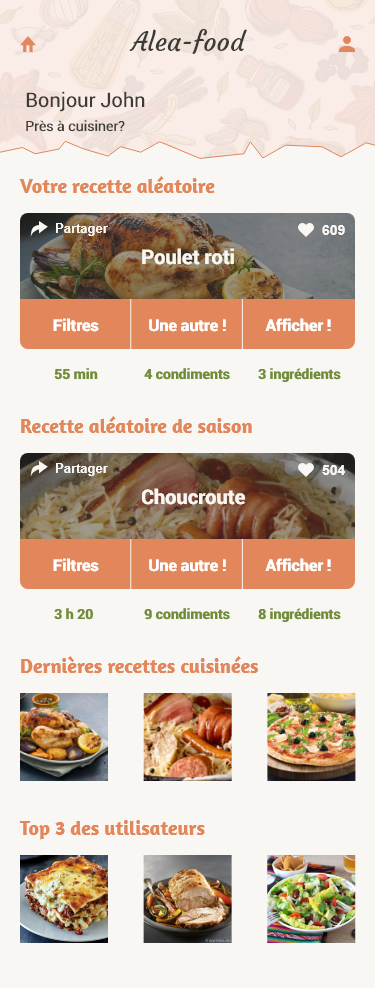 Alea-food
Bonjour John
Près à cuisiner?
Votre recette aléatoire
Partager
609
Poulet roti
Filtres
Une autre !
Afficher !
55 min
4 condiments
3 ingrédients
Recette aléatoire de saison
Partager
504
Choucroute
Filtres
Une autre !
Afficher !
3 h 20
9 condiments
8 ingrédients
Dernières recettes cuisinées
Top 3 des utilisateurs